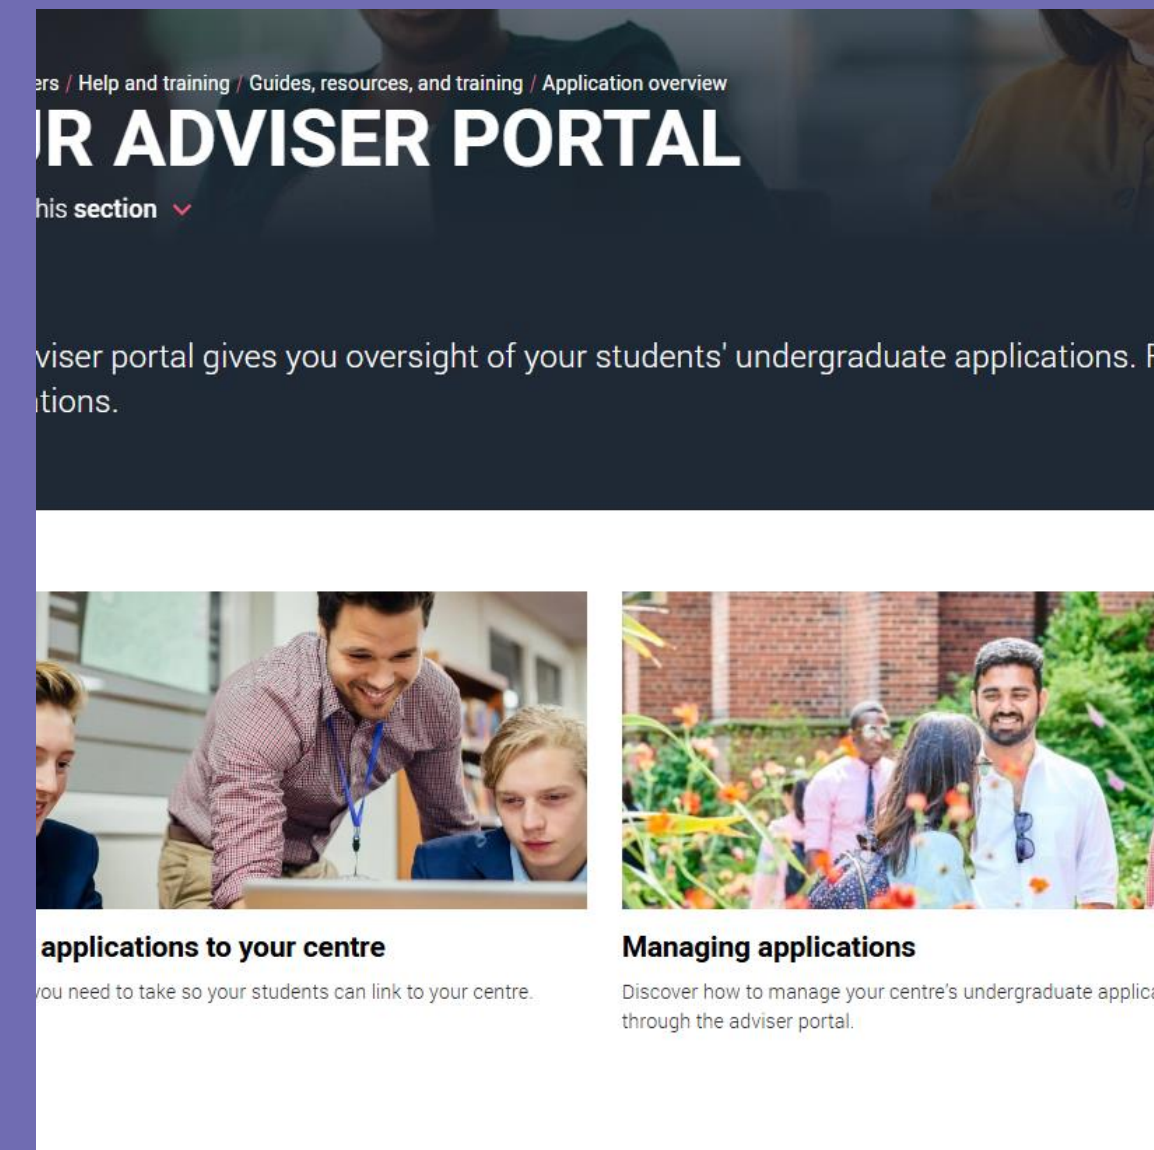 ers / Help and training / Guides, resources, and training / Application overview
UR ADVISER PORTAL
his section
viser portal gives you oversight of your students' undergraduate applications.
tions.
applications to your centre
you need to take so your students can link to your centre.
Managing applications
Discover how to manage your centre's undergraduate applica
through the adviser portal.